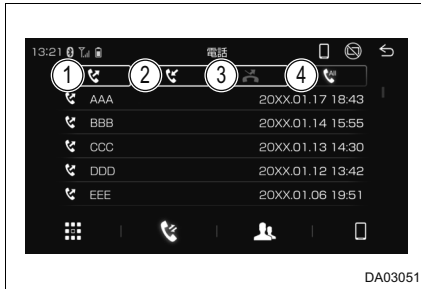 13:21 電話
1 2 3 4 All
AAA 20XX.01.17 18:43
BBB 20XX.01.14 15:55
CCC 20XX.01.13 14:30
DDD 20XX.01.12 13:42
EEE 20XX.01.06 19:51
DA03051